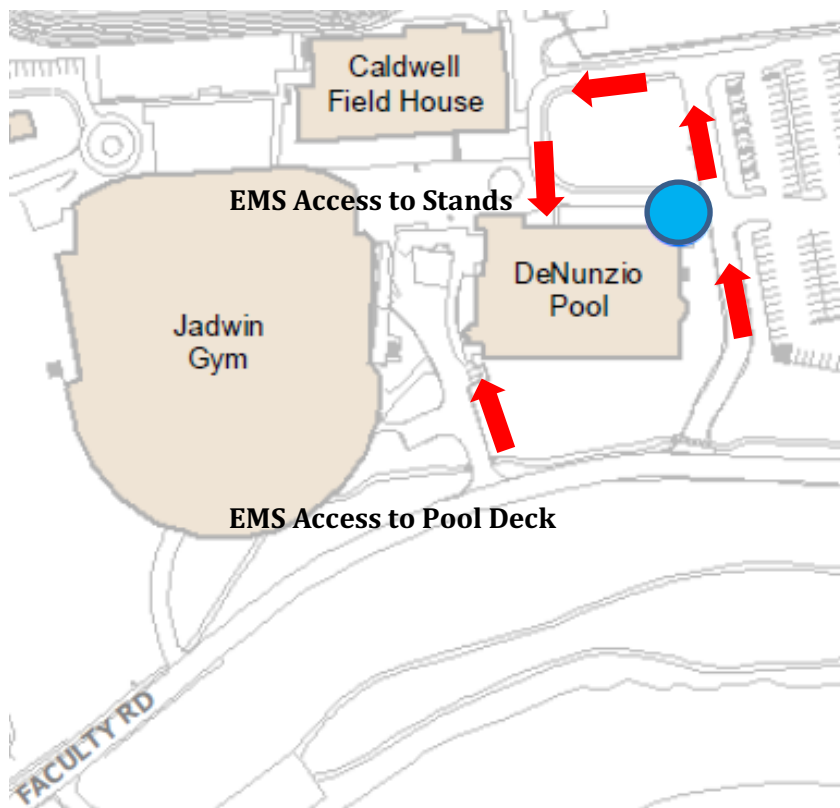 Caldwell
Field House
EMS Access to Stands
DeNunzio
Pool
Jadwin
Gym
EMS Access to Pool Deck
FACULTY RD